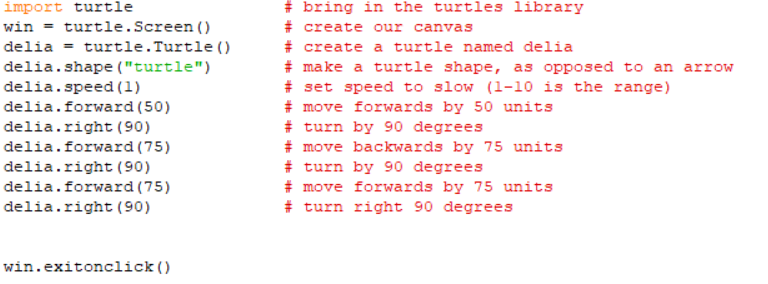 import turtle # bring in the turtles library
win = turtle.Screen() # create our canvas
delia = turtle.Turtle() # create a turtle named delia
delia.shape("turtle") # make a turtle shape, as opposed to an arrow
delia.speed(1) # set speed to slow (1-10 is the range)
delia.forward(50) # move forwards by 50 units
delia.right(90) # turn by 90 degrees
delia.forward(75) # move backwards by 75 units
delia.right(90) # turn by 90 degrees
delia.forward(75) # move forwards by 75 units
delia.right(90) # turn right 90 degrees
win.exitonclick()